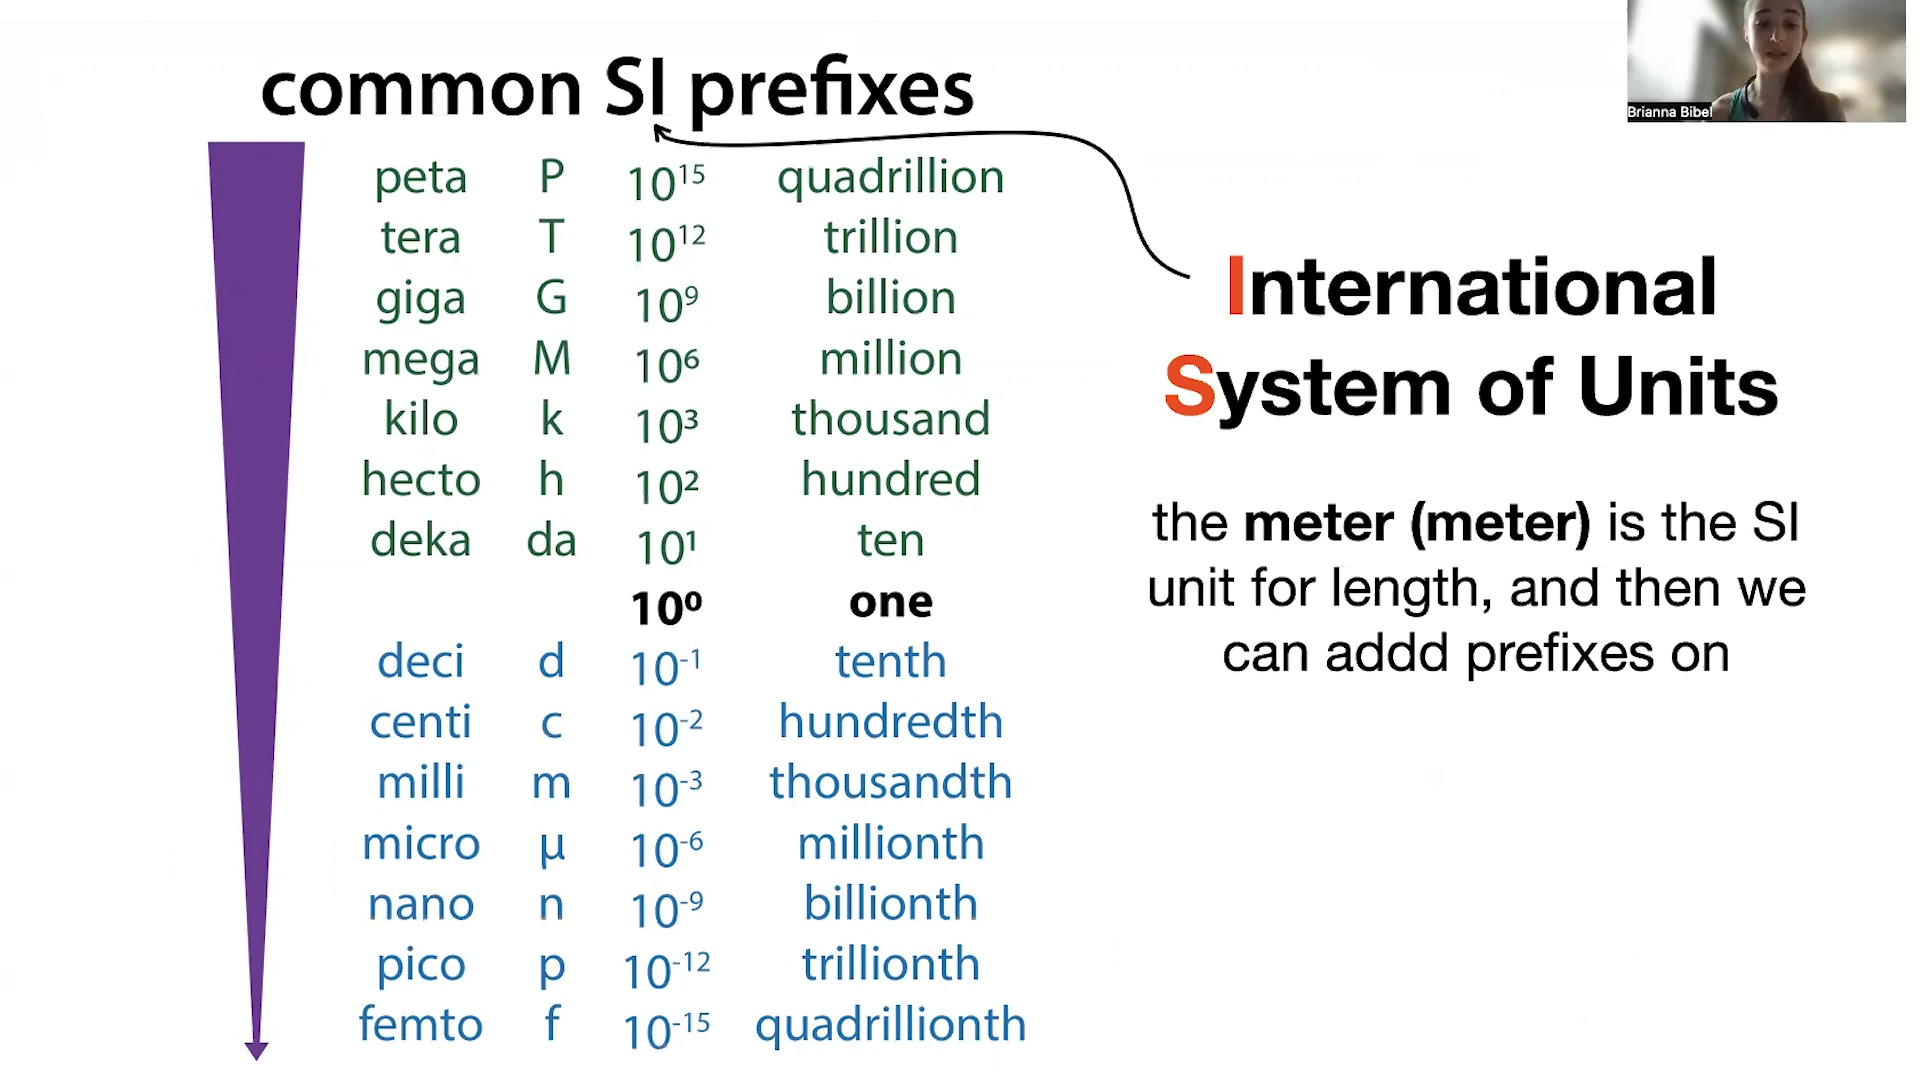 common SI prefixes
Brianna Bibel
peta P 10¹⁵ quadrillion
tera T 10¹² trillion
giga G 10⁹ billion
mega M 10⁶ million
kilo k 10³ thousand
hecto h 10² hundred
deka da 10¹ ten
10⁰ one
deci d 10⁻¹ tenth
centi c 10⁻² hundredth
milli m 10⁻³ thousandth
micro µ 10⁻⁶ millionth
nano n 10⁻⁹ billionth
pico p 10⁻¹² trillionth
femto f 10⁻¹⁵ quadrillionth
International
System of Units
the meter (meter) is the SI
unit for length, and then we
can addd prefixes on